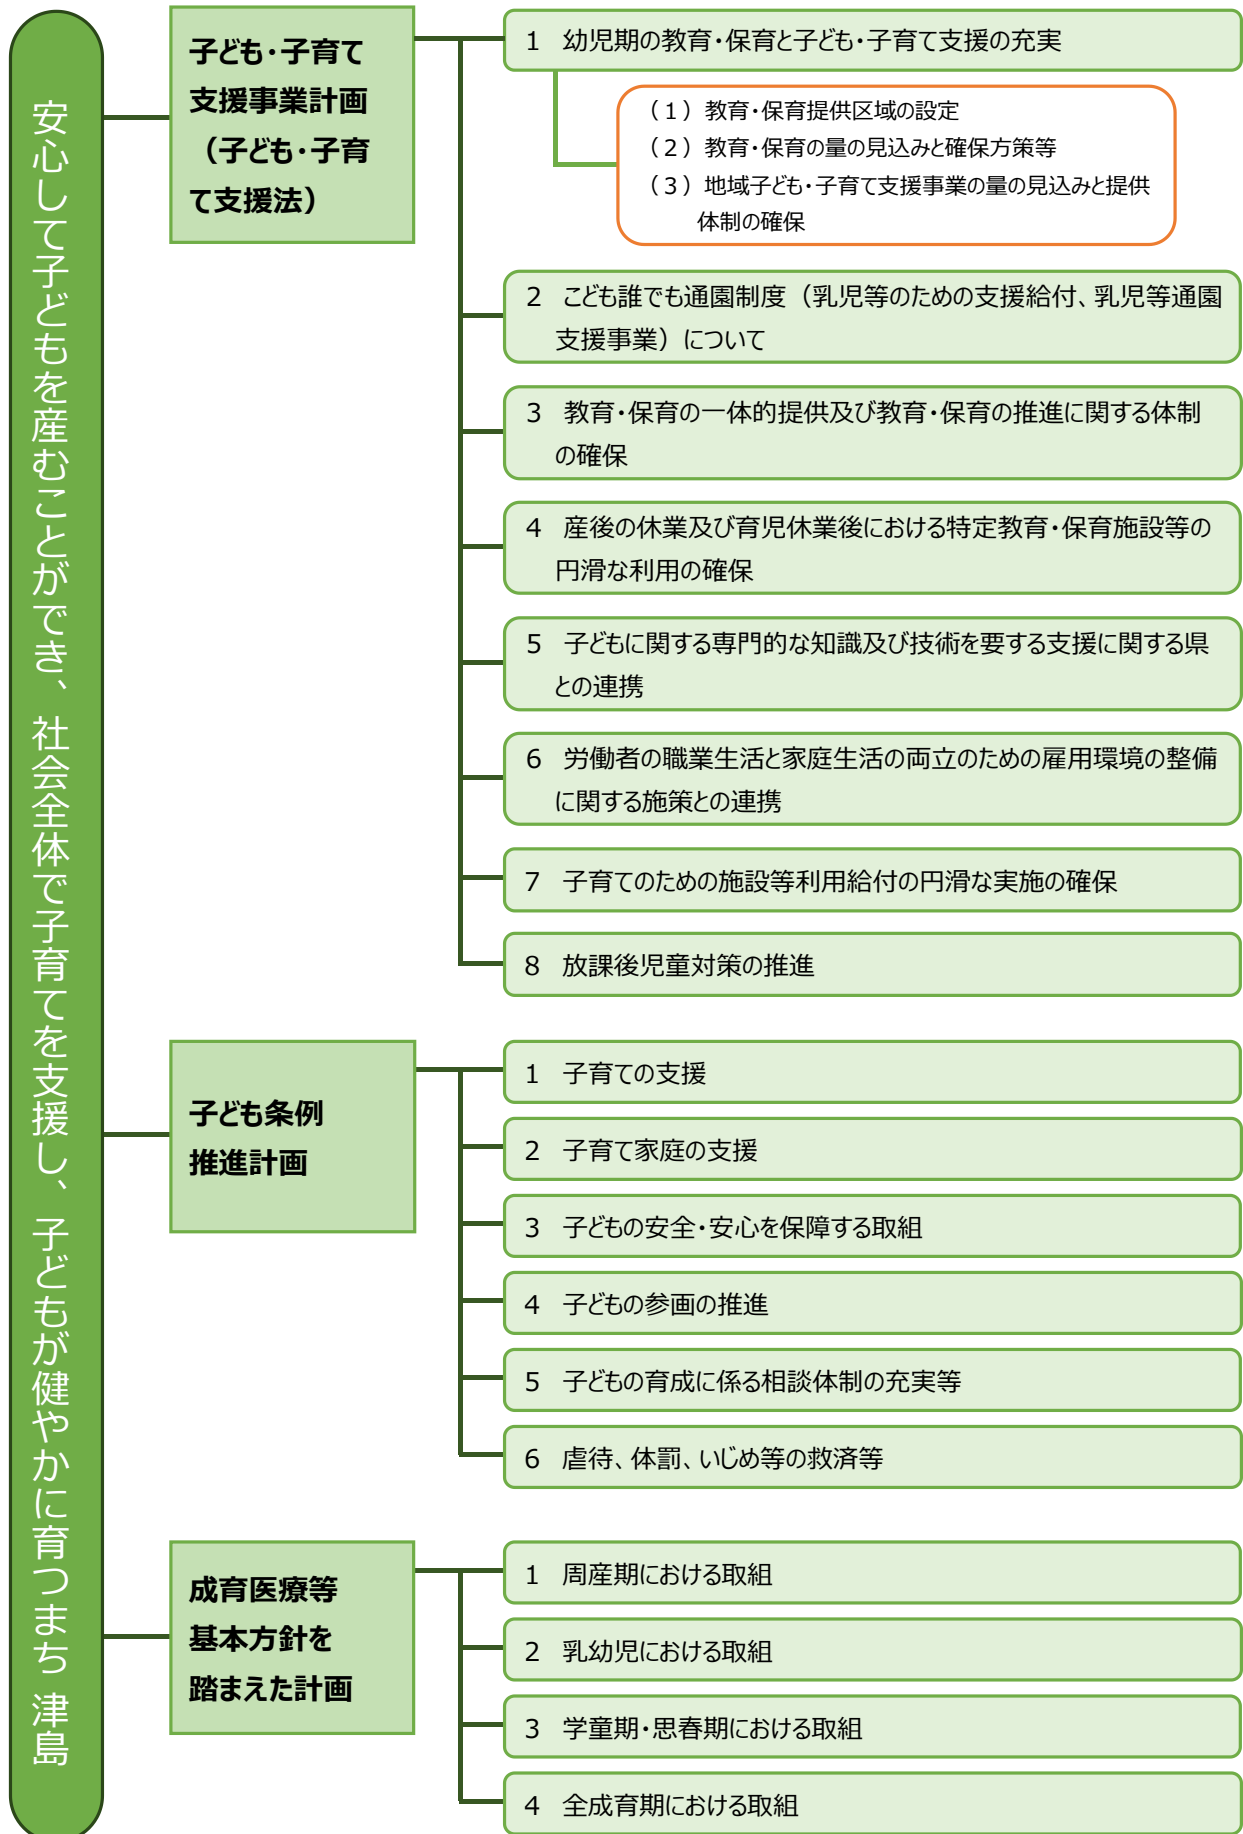 安心して子どもを産むことができ、社会全体で子育てを支援し、子どもが健やかに育つまち 津島
子ども・子育て
支援事業計画
（子ども・子育
て支援法）
1 幼児期の教育・保育と子ども・子育て支援の充実
（1）教育・保育提供区域の設定
（2）教育・保育の量の見込みと確保方策等
（3）地域子ども・子育て支援事業の量の見込みと提供
体制の確保
2 こども誰でも通園制度（乳児等のための支援給付、乳児等通園
支援事業）について
3 教育・保育の一体的提供及び教育・保育の推進に関する体制
の確保
4 産後の休業及び育児休業後における特定教育・保育施設等の
円滑な利用の確保
5 子どもに関する専門的な知識及び技術を要する支援に関する県
との連携
6 労働者の職業生活と家庭生活の両立のための雇用環境の整備
に関する施策との連携
7 子育てのための施設等利用給付の円滑な実施の確保
8 放課後児童対策の推進
子ども条例
推進計画
1 子育ての支援
2 子育て家庭の支援
3 子どもの安全・安心を保障する取組
4 子どもの参画の推進
5 子どもの育成に係る相談体制の充実等
6 虐待、体罰、いじめ等の救済等
成育医療等
基本方針を
踏まえた計画
1 周産期における取組
2 乳幼児における取組
3 学童期・思春期における取組
4 全成育期における取組